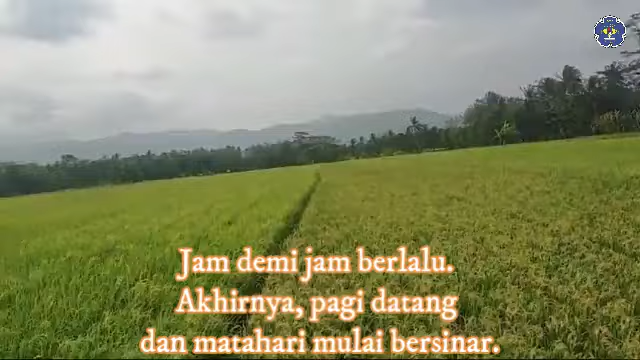 Jam demi jam berlalu.
Akhirnya, pagi datang
dan matahari mulai bersinar.